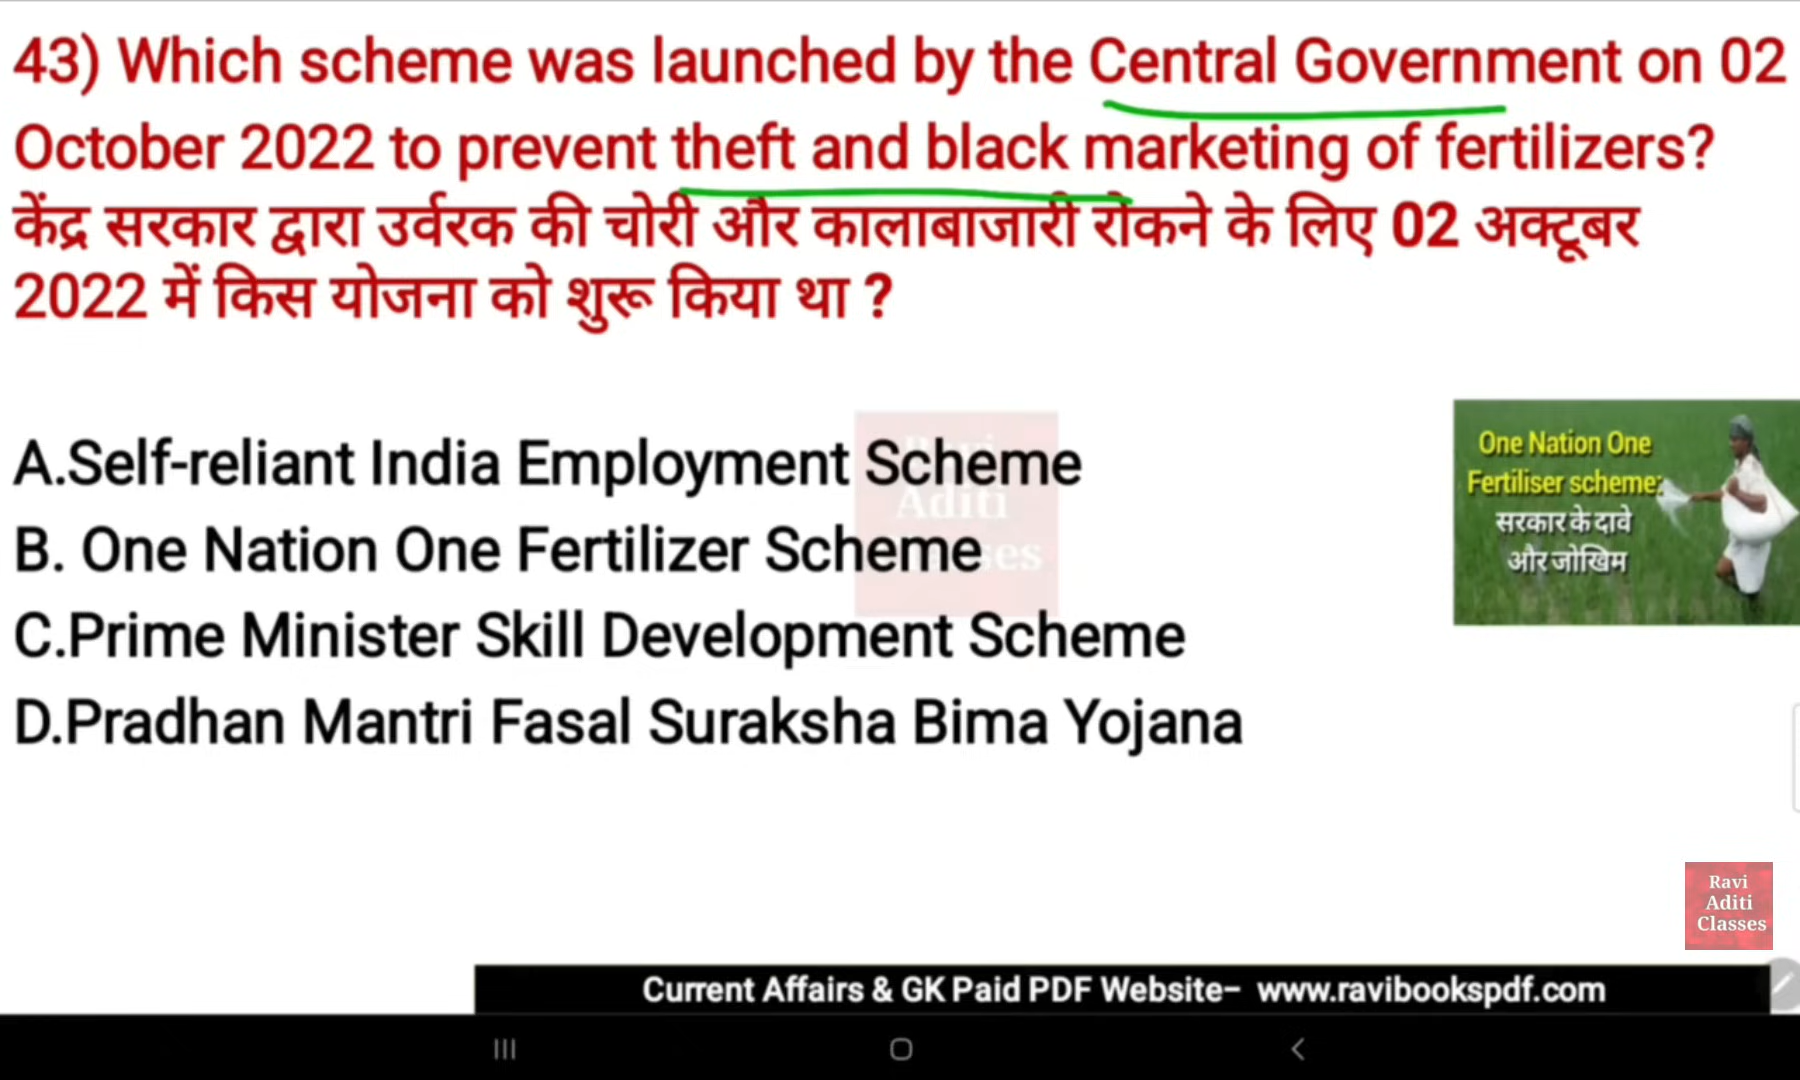 43) Which scheme was launched by the Central Government on 02
October 2022 to prevent theft and black marketing of fertilizers?
केंद्र सरकार द्वारा उर्वरक की चोरी और कालाबाजारी रोकने के लिए 02 अक्टूबर
2022 में किस योजना को शुरू किया था ?
A.Self-reliant India Employment Scheme
B. One Nation One Fertilizer Scheme
C.Prime Minister Skill Development Scheme
D.Pradhan Mantri Fasal Suraksha Bima Yojana
One Nation One
Fertiliser scheme:
सरकार के दावे
और जोखिम
Ravi
Aditi
Classes
Ravi
Aditi
Classes
Current Affairs & GK Paid PDF Website– www.ravibookspdf.com